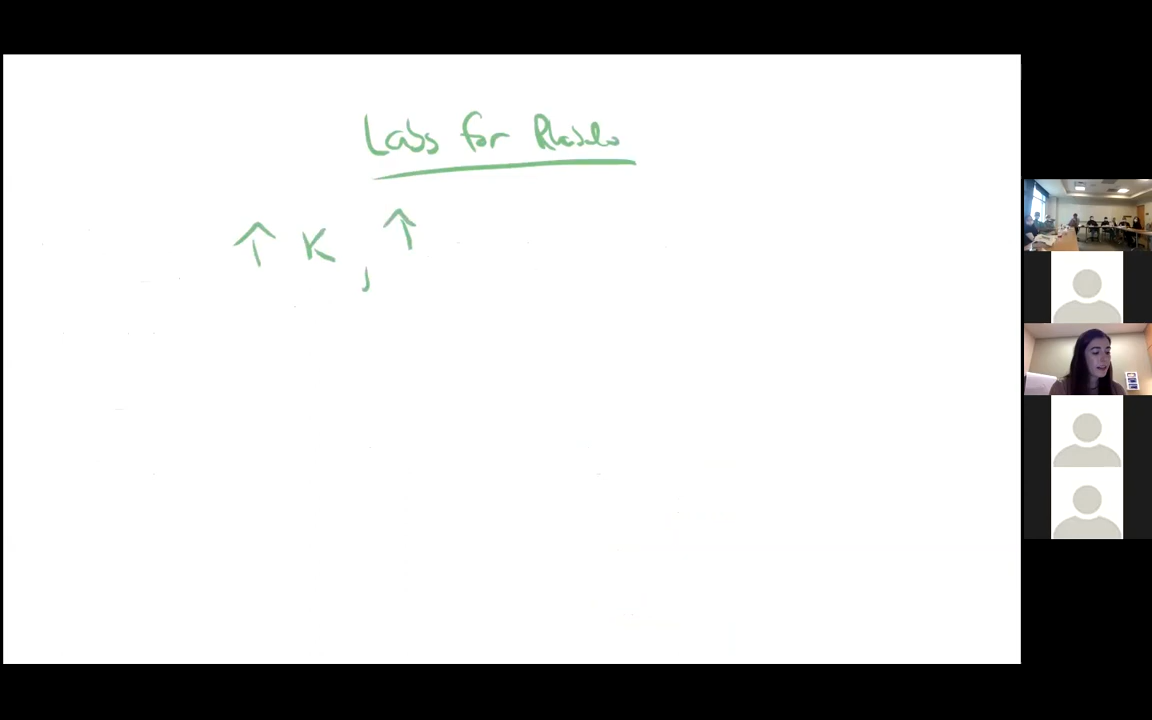 Labs for Rhabdo
↑ K, ↑